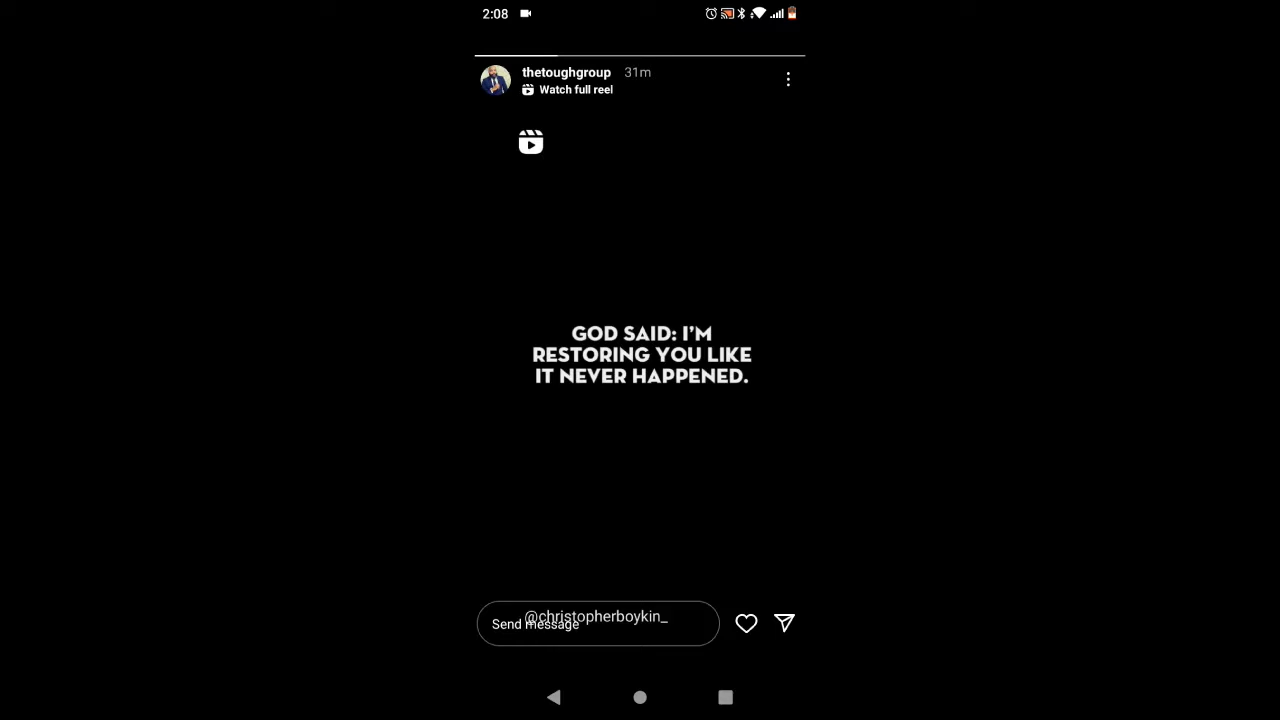 2:08
thetoughgroup 31m
Watch full reel
GOD SAID: I'M
RESTORING YOU LIKE
IT NEVER HAPPENED.
@christopherboykin_
Send message